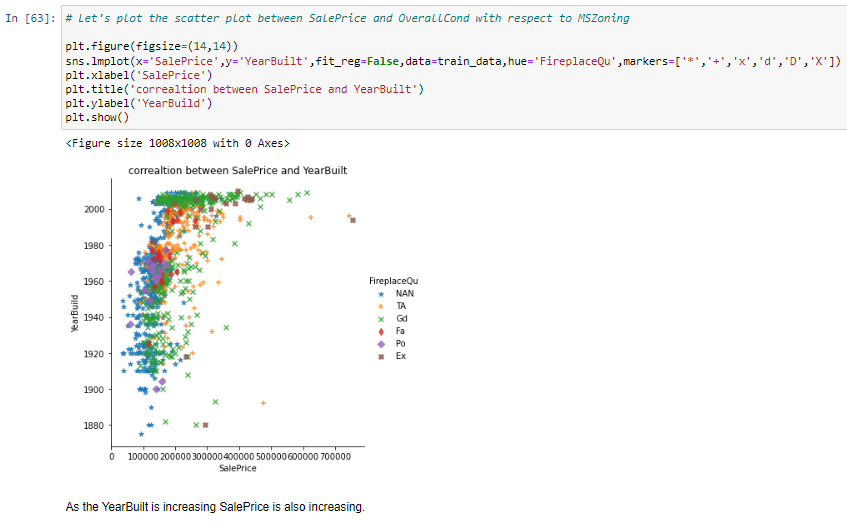 In [63]: # Let's plot the scatter plot between SalePrice and OverallCond with respect to MSZoning
plt.figure(figsize=(14,14))
sns.lmplot(x='SalePrice',y='YearBuilt',fit_reg=False,data=train_data,hue='FireplaceQu',markers=['*','+','x','d','D','X'])
plt.xlabel('SalePrice')
plt.title('correaltion between SalePrice and YearBuilt')
plt.ylabel('YearBuild')
plt.show()
<Figure size 1008x1008 with 0 Axes>
correaltion between SalePrice and YearBuilt
2000
1980
1960
1940
1920
1900
1880
YearBuild
FireplaceQu
NAN
TA
Gd
Fa
Po
Ex
0 100000 200000 300000 400000 500000 600000 700000
SalePrice
As the YearBuilt is increasing SalePrice is also increasing.